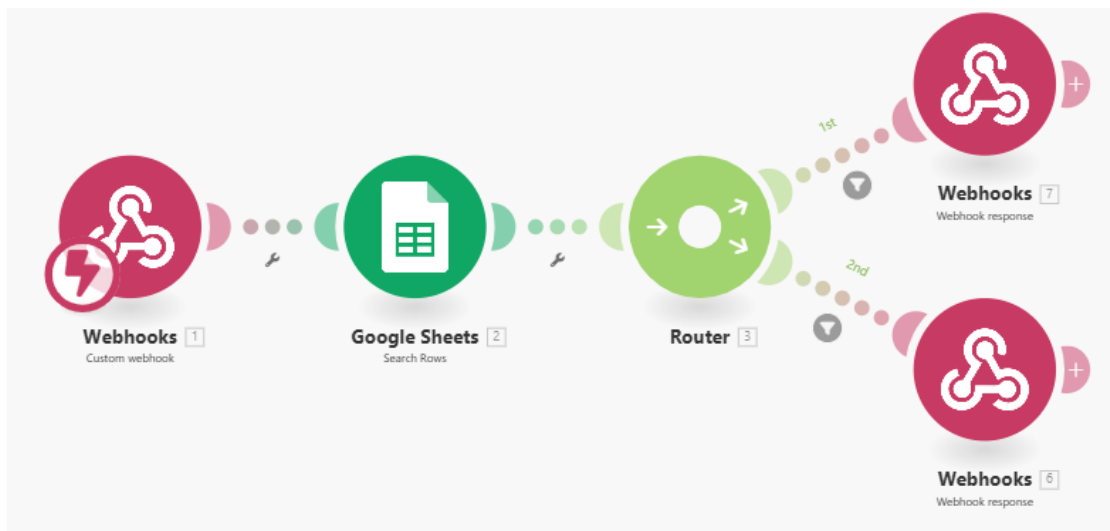 1st
Webhooks 7
Webhook response
Webhooks 1
Custom webhook
Google Sheets 2
Search Rows
Router 3
2nd
Webhooks 6
Webhook response